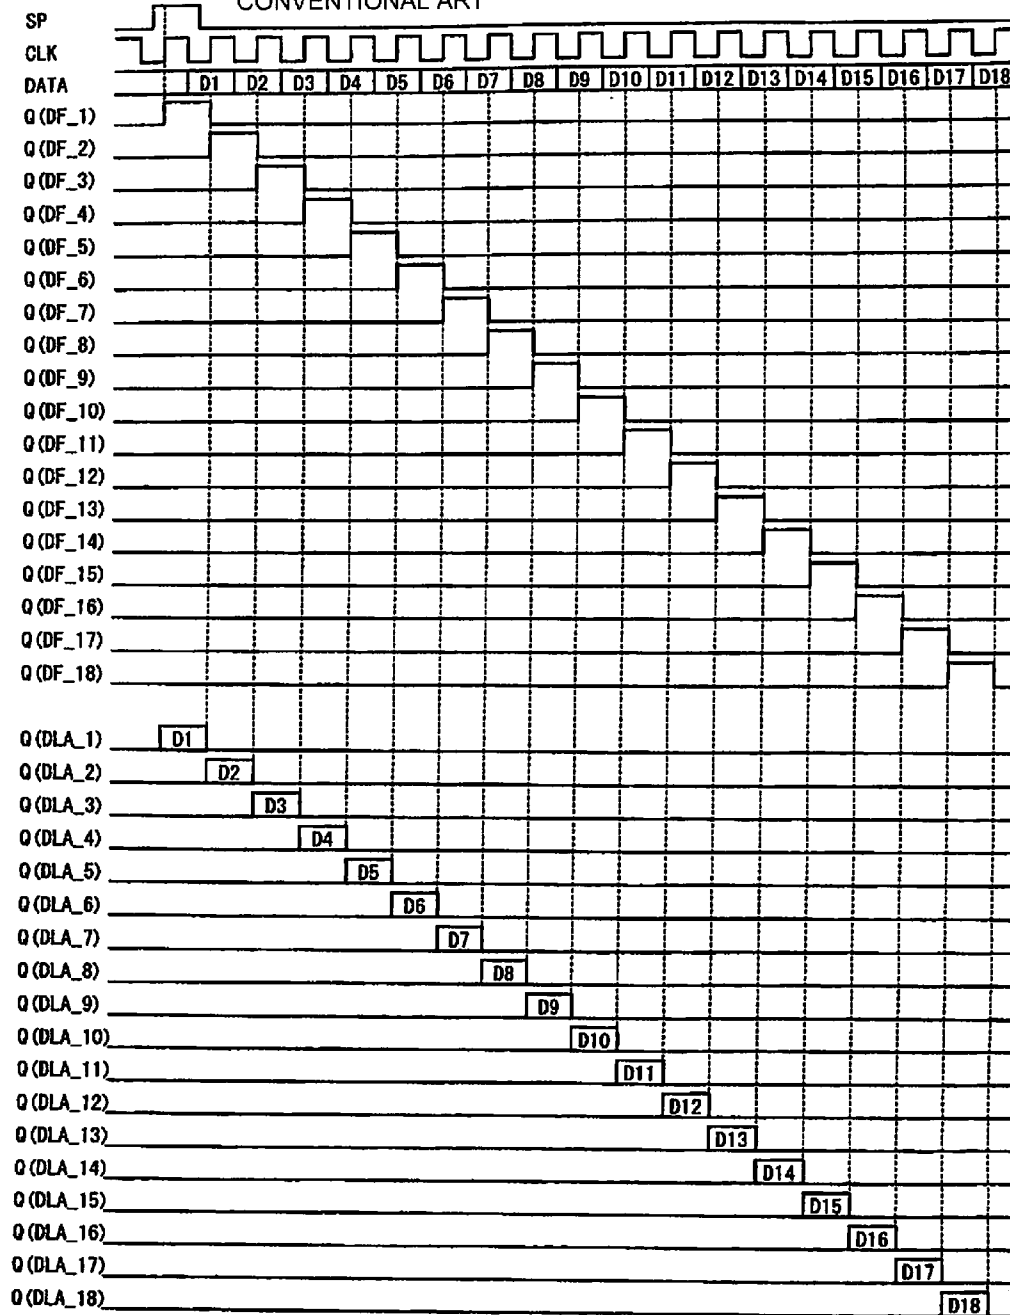 CONVENTIONAL ART
SP
CLK
DATA D1 D2 D3 D4 D5 D6 D7 D8 D9 D10 D11 D12 D13 D14 D15 D16 D17 D18
Q(DF_1)
Q(DF_2)
Q(DF_3)
Q(DF_4)
Q(DF_5)
Q(DF_6)
Q(DF_7)
Q(DF_8)
Q(DF_9)
Q(DF_10)
Q(DF_11)
Q(DF_12)
Q(DF_13)
Q(DF_14)
Q(DF_15)
Q(DF_16)
Q(DF_17)
Q(DF_18)
Q(DLA_1) D1
Q(DLA_2) D2
Q(DLA_3) D3
Q(DLA_4) D4
Q(DLA_5) D5
Q(DLA_6) D6
Q(DLA_7) D7
Q(DLA_8) D8
Q(DLA_9) D9
Q(DLA_10) D10
Q(DLA_11) D11
Q(DLA_12) D12
Q(DLA_13) D13
Q(DLA_14) D14
Q(DLA_15) D15
Q(DLA_16) D16
Q(DLA_17) D17
Q(DLA_18) D18